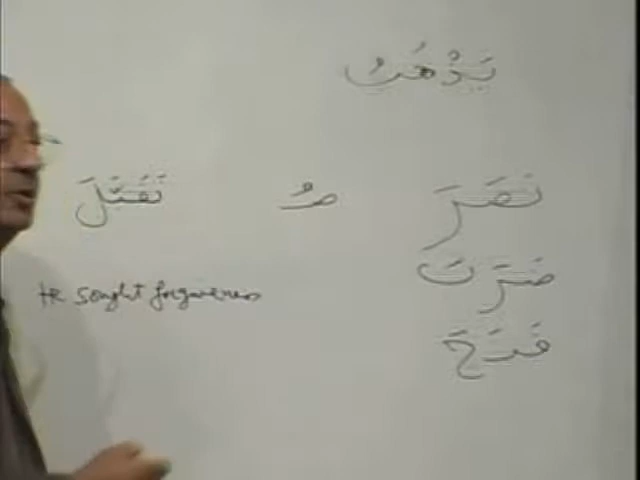 يَذْهَبُ
نَصَرَ صُ تَقَبَّلَ
ضَرَبَ
He sought forgiveness
فَرَحَ